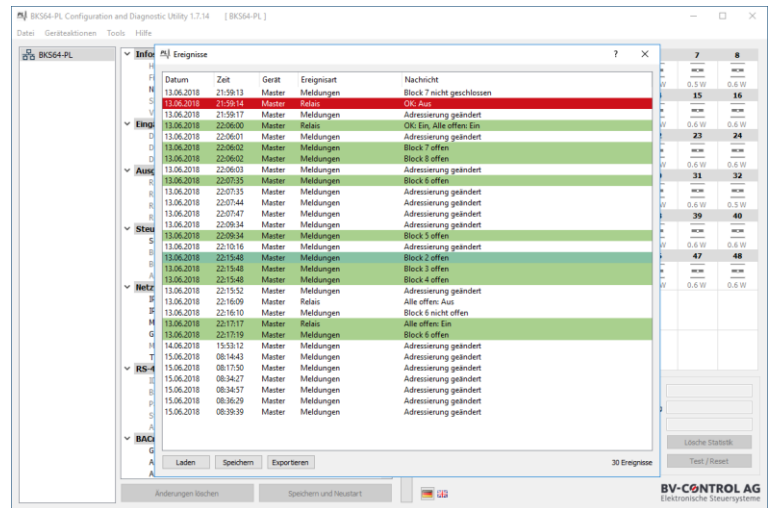 BKS64-PL Configuration and Diagnostic Utility 1.7.14 [ BKS64-PL ]
Datei Geräteaktionen Tools Hilfe
BKS64-PL
Ereignisse ?
Datum Zeit Gerät Ereignisart Nachricht
13.06.2018 21:59:13 Master Meldungen Block 7 nicht geschlossen
13.06.2018 21:59:14 Master Relais OK: Aus
13.06.2018 21:59:17 Master Meldungen Adressierung geändert
13.06.2018 22:06:00 Master Relais OK: Ein, Alle offen: Ein
13.06.2018 22:06:01 Master Meldungen Adressierung geändert
13.06.2018 22:06:02 Master Meldungen Block 7 offen
13.06.2018 22:06:02 Master Meldungen Block 8 offen
13.06.2018 22:06:03 Master Meldungen Adressierung geändert
13.06.2018 22:07:35 Master Meldungen Block 6 offen
13.06.2018 22:07:35 Master Meldungen Adressierung geändert
13.06.2018 22:07:44 Master Meldungen Adressierung geändert
13.06.2018 22:07:47 Master Meldungen Adressierung geändert
13.06.2018 22:09:34 Master Meldungen Adressierung geändert
13.06.2018 22:09:34 Master Meldungen Block 5 offen
13.06.2018 22:10:16 Master Meldungen Adressierung geändert
13.06.2018 22:15:48 Master Meldungen Block 2 offen
13.06.2018 22:15:48 Master Meldungen Block 3 offen
13.06.2018 22:15:48 Master Meldungen Block 4 offen
13.06.2018 22:15:52 Master Meldungen Adressierung geändert
13.06.2018 22:16:09 Master Relais Alle offen: Aus
13.06.2018 22:16:10 Master Meldungen Block 6 nicht offen
13.06.2018 22:17:17 Master Relais Alle offen: Ein
13.06.2018 22:17:19 Master Meldungen Block 6 offen
14.06.2018 15:53:12 Master Meldungen Adressierung geändert
15.06.2018 08:14:43 Master Meldungen Adressierung geändert
15.06.2018 08:17:50 Master Meldungen Adressierung geändert
15.06.2018 08:34:27 Master Meldungen Adressierung geändert
15.06.2018 08:34:57 Master Meldungen Adressierung geändert
15.06.2018 08:36:29 Master Meldungen Adressierung geändert
15.06.2018 08:39:39 Master Meldungen Adressierung geändert
Laden Speichern Exportieren 30 Ereignisse
7 8
0.5 W 0.6 W
15 16
0.6 W 0.6 W
23 24
0.6 W 0.6 W
31 32
0.6 W 0.5 W
39 40
0.6 W 0.6 W
47 48
0.6 W 0.6 W
Lösche Statistik
Test / Reset
Änderungen löschen Speichern und Neustart
BV-CONTROL AG
Elektronische Steuersysteme